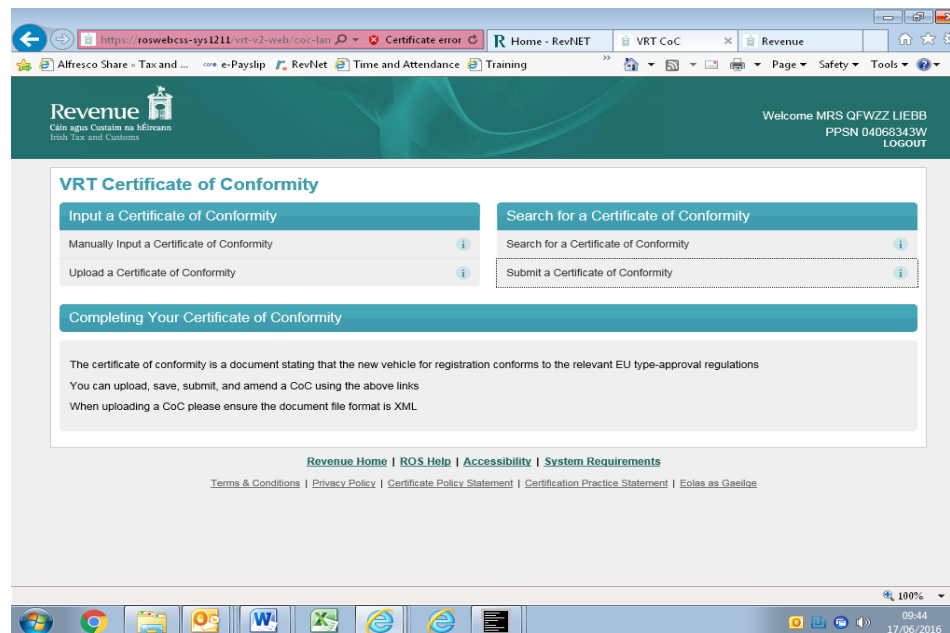 https://roswebcss-sys1211/vrt-v2-web/coc-lan
Certificate error
R Home - RevNET
VRT CoC
Revenue
Alfresco Share » Tax and ...
e-Payslip
RevNet
Time and Attendance
Training
Page
Safety
Tools
Revenue
Cáin agus Custaim na hÉireann
Irish Tax and Customs
Welcome MRS QFWZZ LIEBB
PPSN 04068343W
LOGOUT
VRT Certificate of Conformity
Input a Certificate of Conformity
Search for a Certificate of Conformity
Manually Input a Certificate of Conformity
Search for a Certificate of Conformity
Upload a Certificate of Conformity
Submit a Certificate of Conformity
Completing Your Certificate of Conformity
The certificate of conformity is a document stating that the new vehicle for registration conforms to the relevant EU type-approval regulations
You can upload, save, submit, and amend a CoC using the above links
When uploading a CoC please ensure the document file format is XML
Revenue Home | ROS Help | Accessibility | System Requirements
Terms & Conditions | Privacy Policy | Certificate Policy Statement | Certification Practice Statement | Eolas as Gaeilge
100%
09:44
17/06/2016